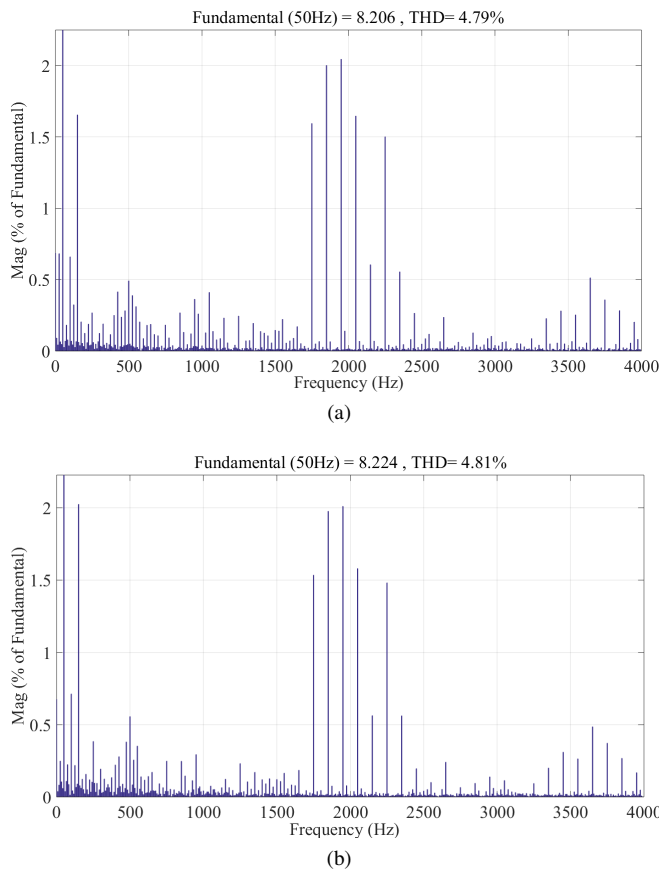 Fundamental (50Hz) = 8.206 , THD= 4.79%
Mag (% of Fundamental)
2
1.5
1
0.5
0
0 500 1000 1500 2000 2500 3000 3500 4000
Frequency (Hz)
(a)
Fundamental (50Hz) = 8.224 , THD= 4.81%
Mag (% of Fundamental)
2
1.5
1
0.5
0
0 500 1000 1500 2000 2500 3000 3500 4000
Frequency (Hz)
(b)